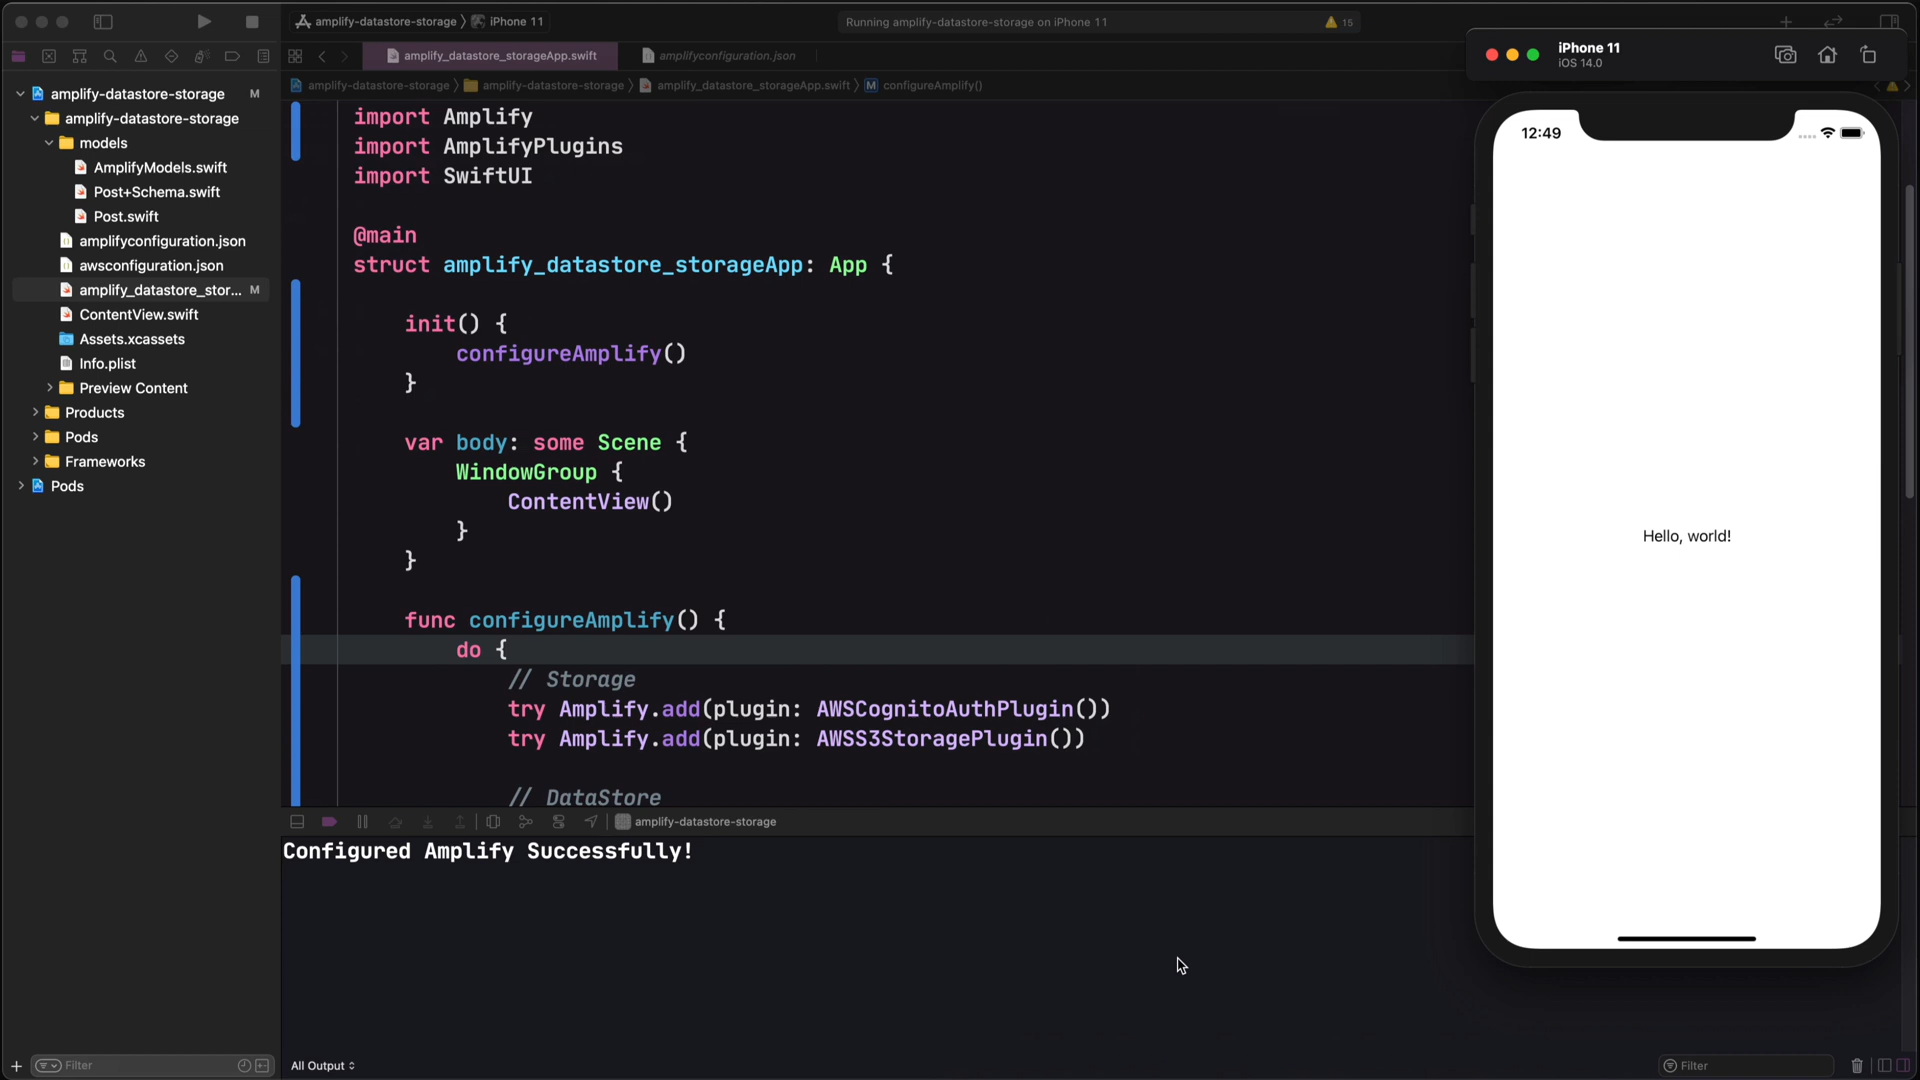 amplify-datastore-storage
iPhone 11
Running amplify-datastore-storage on iPhone 11
15
amplify_datastore_storageApp.swift
amplifyconfiguration.json
amplify-datastore-storage
amplify-datastore-storage
amplify_datastore_storageApp.swift
M
configureAmplify()
amplify-datastore-storage
M
amplify-datastore-storage
models
AmplifyModels.swift
Post+Schema.swift
Post.swift
amplifyconfiguration.json
awsconfiguration.json
amplify_datastore_stor...
M
ContentView.swift
Assets.xcassets
Info.plist
Preview Content
Products
Pods
Frameworks
Pods
Filter
import Amplify
import AmplifyPlugins
import SwiftUI
@main
struct amplify_datastore_storageApp: App {
init() {
configureAmplify()
}
var body: some Scene {
WindowGroup {
ContentView()
}
}
func configureAmplify() {
do {
// Storage
try Amplify.add(plugin: AWSCognitoAuthPlugin())
try Amplify.add(plugin: AWSS3StoragePlugin())
// DataStore
amplify-datastore-storage
Configured Amplify Successfully!
All Output
Filter
iPhone 11
iOS 14.0
12:49
Hello, world!